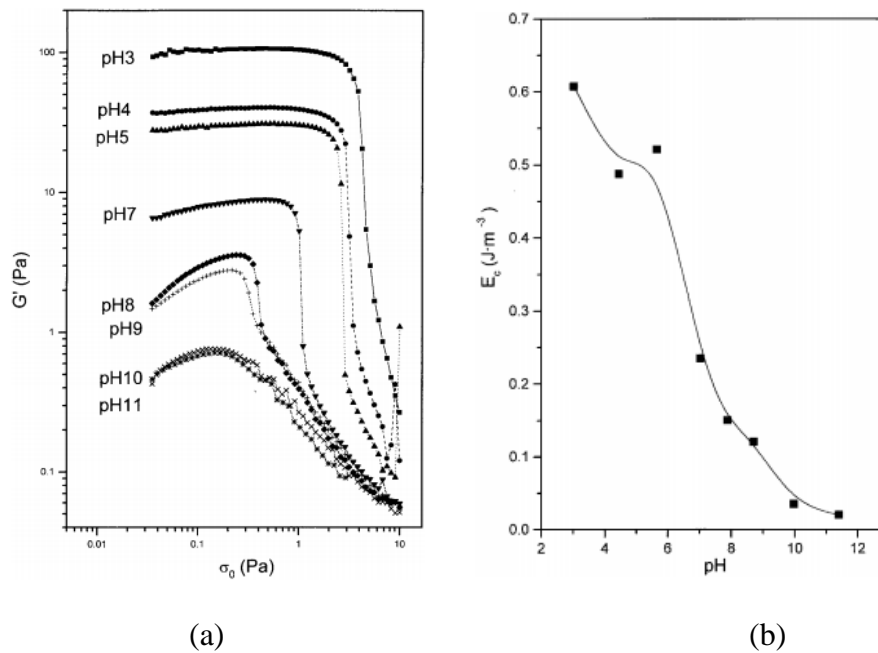 100
10
1
0.1
pH3
pH4
pH5
pH7
pH8
pH9
pH10
pH11
G' (Pa)
0.01
0.1
1
10
σ₀ (Pa)
(a)
b)
0.7
0.6
0.5
0.4
0.3
0.2
0.1
0.0
E_c (J·m⁻³)
2
4
6
8
10
12
pH
(b)